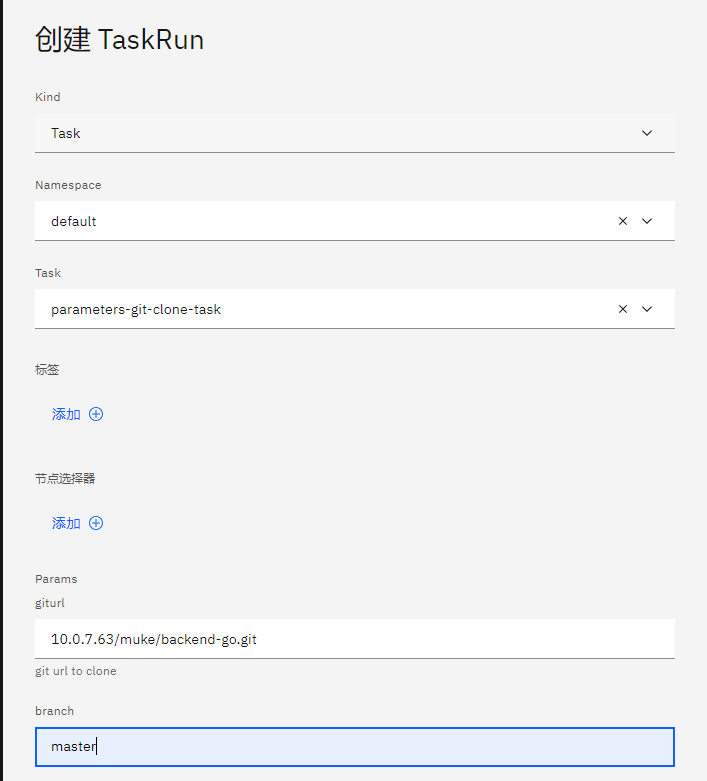 创建 TaskRun
Kind
Task
Namespace
default
Task
parameters-git-clone-task
标签
添加
节点选择器
添加
Params
giturl
10.0.7.63/muke/backend-go.git
git url to clone
branch
master